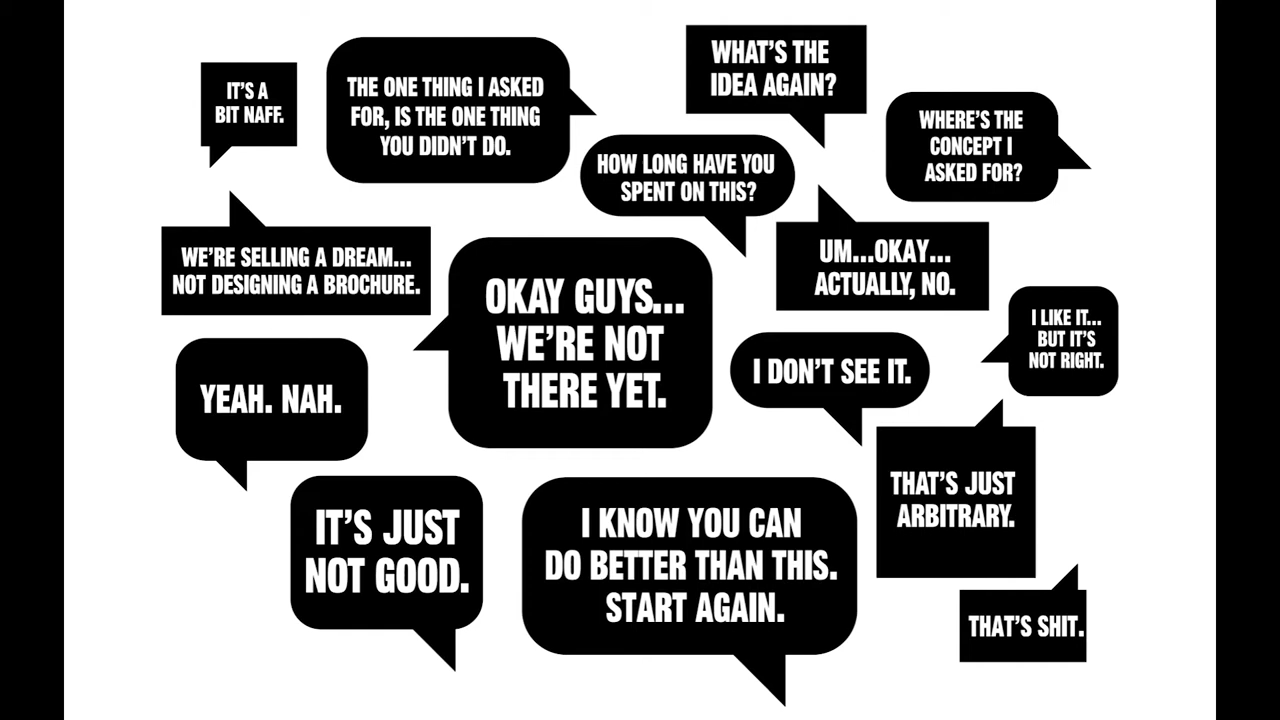 IT'S A
BIT NAFF.
THE ONE THING I ASKED
FOR, IS THE ONE THING
YOU DIDN'T DO.
WHAT'S THE
IDEA AGAIN?
HOW LONG HAVE YOU
SPENT ON THIS?
WHERE'S THE
CONCEPT I
ASKED FOR?
WE'RE SELLING A DREAM...
NOT DESIGNING A BROCHURE.
OKAY GUYS...
WE'RE NOT
THERE YET.
UM...OKAY...
ACTUALLY, NO.
I LIKE IT...
BUT IT'S
NOT RIGHT.
YEAH. NAH.
I DON'T SEE IT.
IT'S JUST
NOT GOOD.
I KNOW YOU CAN
DO BETTER THAN THIS.
START AGAIN.
THAT'S JUST
ARBITRARY.
THAT'S SHIT.